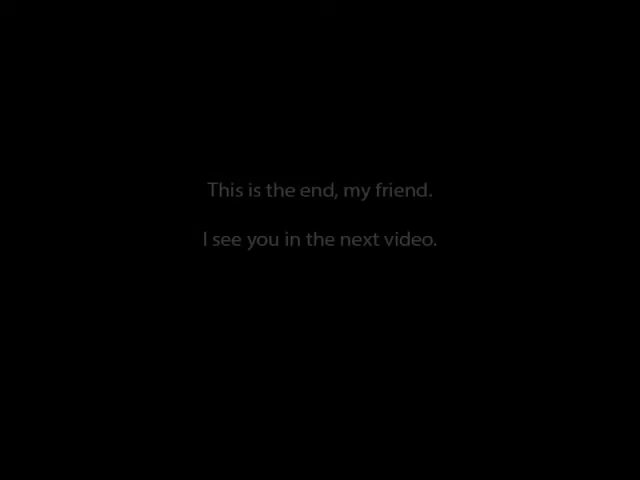 This is the end, my friend.
I see you in the next video.